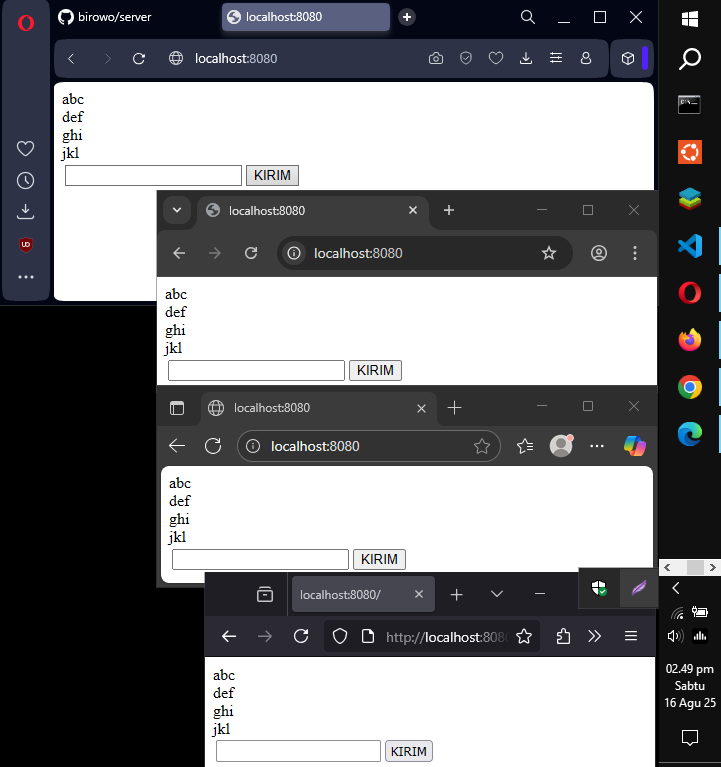 birowo/server
localhost:8080
localhost:8080
abc
def
ghi
jkl
KIRIM
localhost:8080
localhost:8080
abc
def
ghi
jkl
KIRIM
localhost:8080
localhost:8080
abc
def
ghi
jkl
KIRIM
localhost:8080/
http://localhost:808
abc
def
ghi
jkl
KIRIM
02.49 pm
Sabtu
16 Agu 25